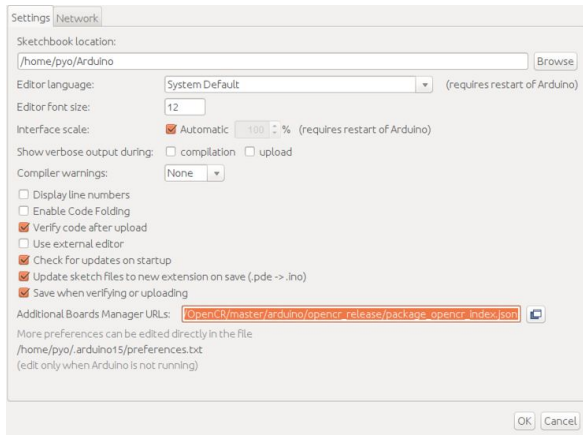 Settings Network
Sketchbook location:
/home/pyo/Arduino Browse
Editor language: System Default (requires restart of Arduino)
Editor font size: 12
Interface scale: Automatic 100 % (requires restart of Arduino)
Show verbose output during: compilation upload
Compiler warnings: None
Display line numbers
Enable Code Folding
Verify code after upload
Use external editor
Check for updates on startup
Update sketch files to new extension on save (.pde -> .ino)
Save when verifying or uploading
Additional Boards Manager URLs: /OpenCR/master/arduino/opencr_release/package_opencr_index.json
More preferences can be edited directly in the file
/home/pyo/.arduino15/preferences.txt
(edit only when Arduino is not running)
OK Cancel